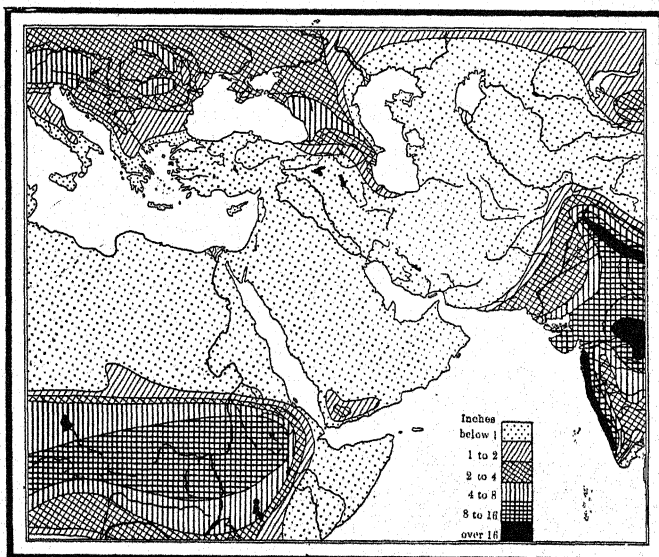 Inches
below 1
1 to 2
2 to 4
4 to 8
8 to 16
over 16